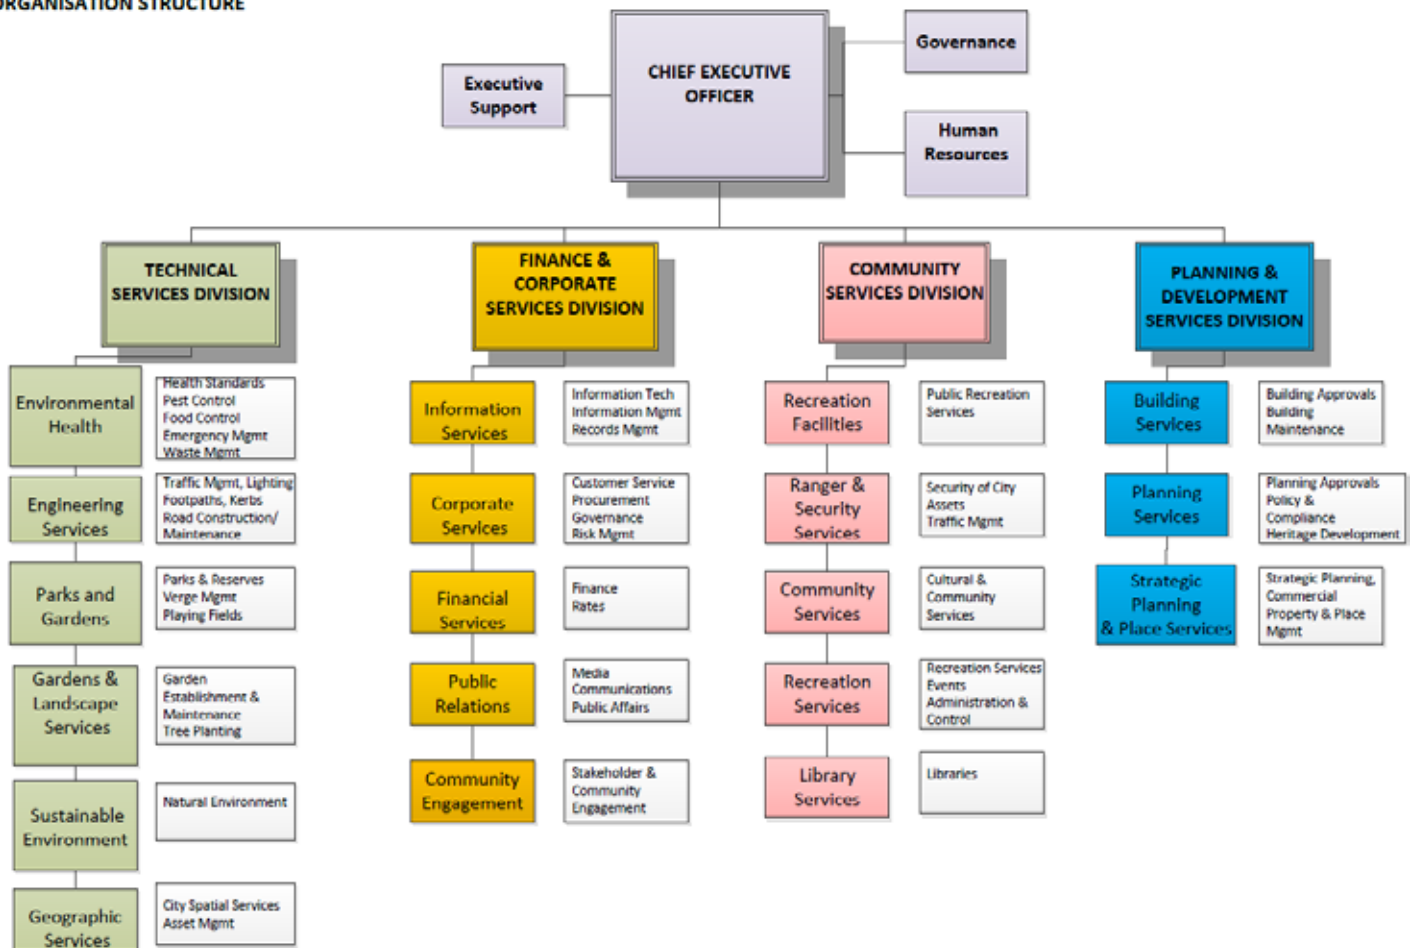 ORGANISATION STRUCTURE
CHIEF EXECUTIVE
OFFICER
Executive
Support
Governance
Human
Resources
TECHNICAL
SERVICES DIVISION
Environmental
Health
Health Standards
Pest Control
Food Control
Emergency Mgmt
Waste Mgmt
Engineering
Services
Traffic Mgmt, Lighting
Footpaths, Kerbs
Road Construction/
Maintenance
Parks and
Gardens
Parks & Reserves
Verge Mgmt
Playing Fields
Gardens &
Landscape
Services
Garden
Establishment &
Maintenance
Tree Planting
Sustainable
Environment
Natural Environment
Geographic
Services
City Spatial Services
Asset Mgmt
FINANCE &
CORPORATE
SERVICES DIVISION
Information
Services
Information Tech
Information Mgmt
Records Mgmt
Corporate
Services
Customer Service
Procurement
Governance
Risk Mgmt
Financial
Services
Finance
Rates
Public
Relations
Media
Communications
Public Affairs
Community
Engagement
Stakeholder &
Community
Engagement
COMMUNITY
SERVICES DIVISION
Recreation
Facilities
Public Recreation
Services
Ranger &
Security
Services
Security of City
Assets
Traffic Mgmt
Community
Services
Cultural &
Community
Services
Recreation
Services
Recreation Services
Events
Administration &
Control
Library
Services
Libraries
PLANNING &
DEVELOPMENT
SERVICES DIVISION
Building
Services
Building Approvals
Building
Maintenance
Planning
Services
Planning Approvals
Policy &
Compliance
Heritage Development
Strategic
Planning
& Place Services
Strategic Planning,
Commercial
Property & Place
Mgmt